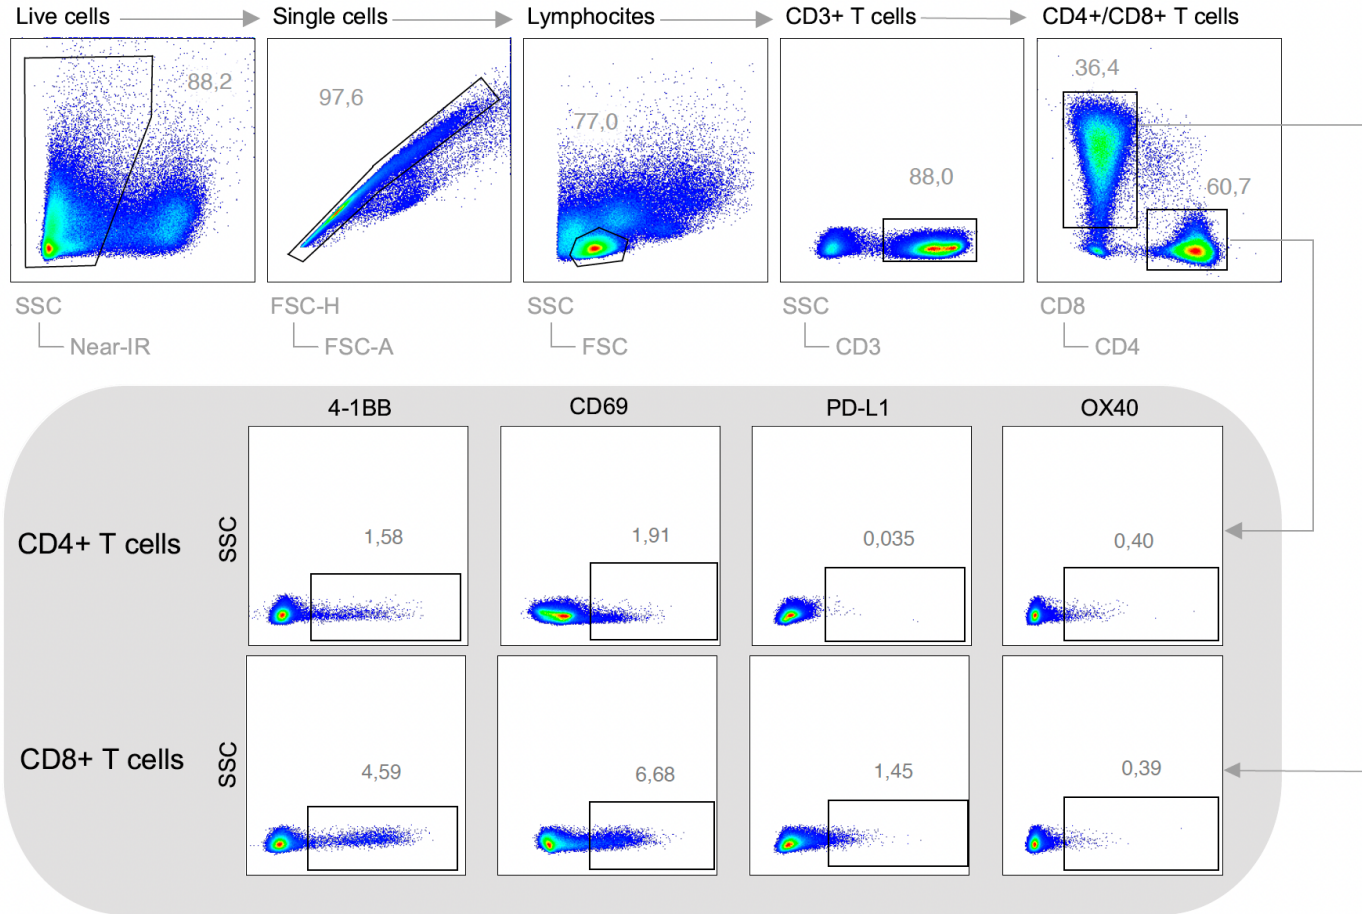 Live cells Single cells Lymphocites CD3+ T cells CD4+/CD8+ T cells
88,2 97,6 77,0 88,0 36,4 60,7
SSC FSC-H SSC SSC CD8
Near-IR FSC-A FSC CD3 CD4
4-1BB CD69 PD-L1 OX40
CD4+ T cells SSC 1,58 1,91 0,035 0,40
CD8+ T cells SSC 4,59 6,68 1,45 0,39